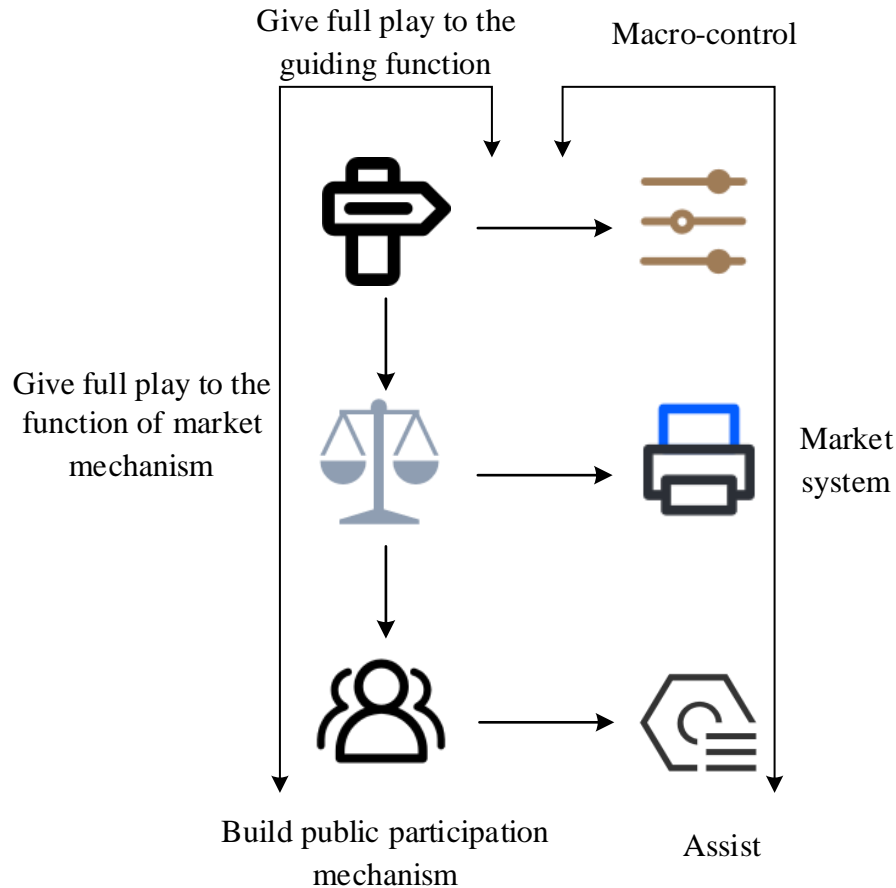 Give full play to the
guiding function
Macro-control
Give full play to the
function of market
mechanism
Market
system
Build public participation
mechanism
Assist